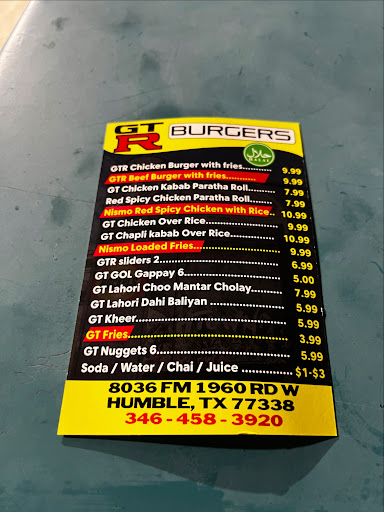 GT
R BURGERS
حلال
HALAL
GTR Chicken Burger with fries........... 9.99
GTR Beef Burger with fries............... 9.99
GT Chicken Kabab Paratha Roll........ 7.99
Red Spicy Chicken Paratha Roll....... 7.99
Nismo Red Spicy Chicken with Rice.. 10.99
GT Chicken Over Rice....................... 9.99
GT Chapli kabab Over Rice.............. 10.99
Nismo Loaded Fries......................... 9.99
GTR sliders 2................................. 6.99
GT GOL Gappay 6.......................... 5.00
GT Lahori Choo Mantar Cholay........ 7.99
GT Lahori Dahi Baliyan ................... 5.99
GT Kheer....................................... 5.99
GT Fries........................................ 3.99
GT Nuggets 6................................ 5.99
Soda / Water / Chai / Juice ............ $1-$3
8036 FM 1960 RD W
HUMBLE, TX 77338
346 - 458 - 3920